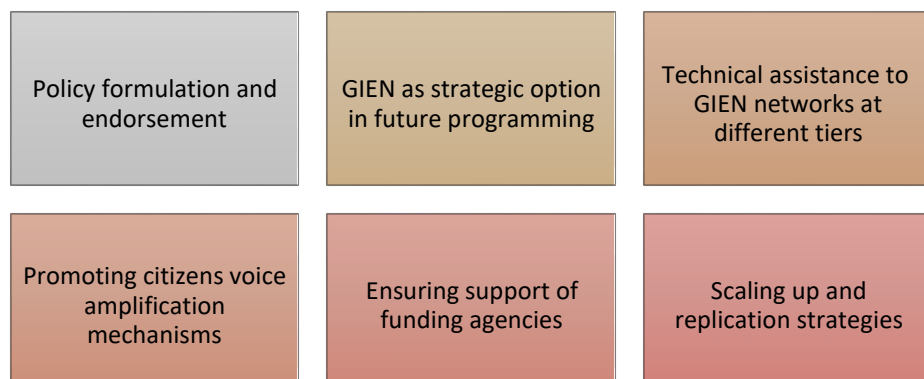 Policy formulation and
endorsement
GIEN as strategic option
in future programming
Technical assistance to
GIEN networks at
different tiers
Promoting citizens voice
amplification
mechanisms
Ensuring support of
funding agencies
Scaling up and
replication strategies